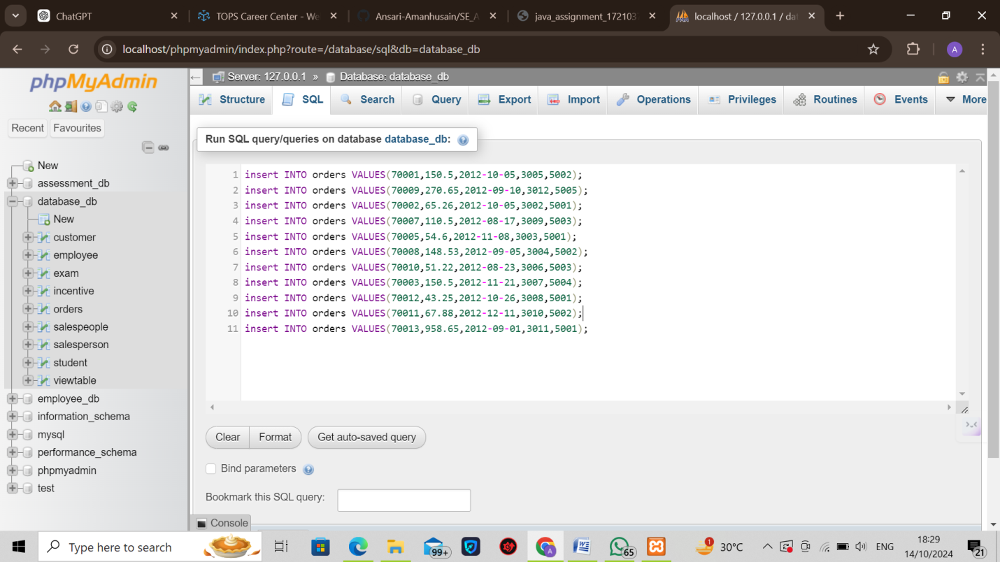 ChatGPT
TOPS Career Center - We
Ansari-Amanhusain/SE_A
java_assignment_172103
localhost / 127.0.0.1 / dat
localhost/phpmyadmin/index.php?route=/database/sql&db=database_db
A
phpMyAdmin
Recent
Favourites
New
assessment_db
database_db
New
customer
employee
exam
incentive
orders
salespeople
salesperson
student
viewtable
employee_db
information_schema
mysql
performance_schema
phpmyadmin
test
Server: 127.0.0.1 » Database: database_db
Structure SQL Search Query Export Import Operations Privileges Routines Events More
Run SQL query/queries on database database_db:
1 insert INTO orders VALUES(70001,150.5,2012-10-05,3005,5002);
2 insert INTO orders VALUES(70009,270.65,2012-09-10,3012,5005);
3 insert INTO orders VALUES(70002,65.26,2012-10-05,3002,5001);
4 insert INTO orders VALUES(70007,110.5,2012-08-17,3009,5003);
5 insert INTO orders VALUES(70005,54.6,2012-11-08,3003,5001);
6 insert INTO orders VALUES(70008,148.53,2012-09-05,3004,5002);
7 insert INTO orders VALUES(70010,51.22,2012-08-23,3006,5003);
8 insert INTO orders VALUES(70003,150.5,2012-11-21,3007,5004);
9 insert INTO orders VALUES(70012,43.25,2012-10-26,3008,5001);
10 insert INTO orders VALUES(70011,67.88,2012-12-11,3010,5002);
11 insert INTO orders VALUES(70013,958.65,2012-09-01,3011,5001);
Clear Format Get auto-saved query
Bind parameters
Bookmark this SQL query:
Console
Type here to search
99+
A
65
1
30°C
ENG
18:29
14/10/2024
21